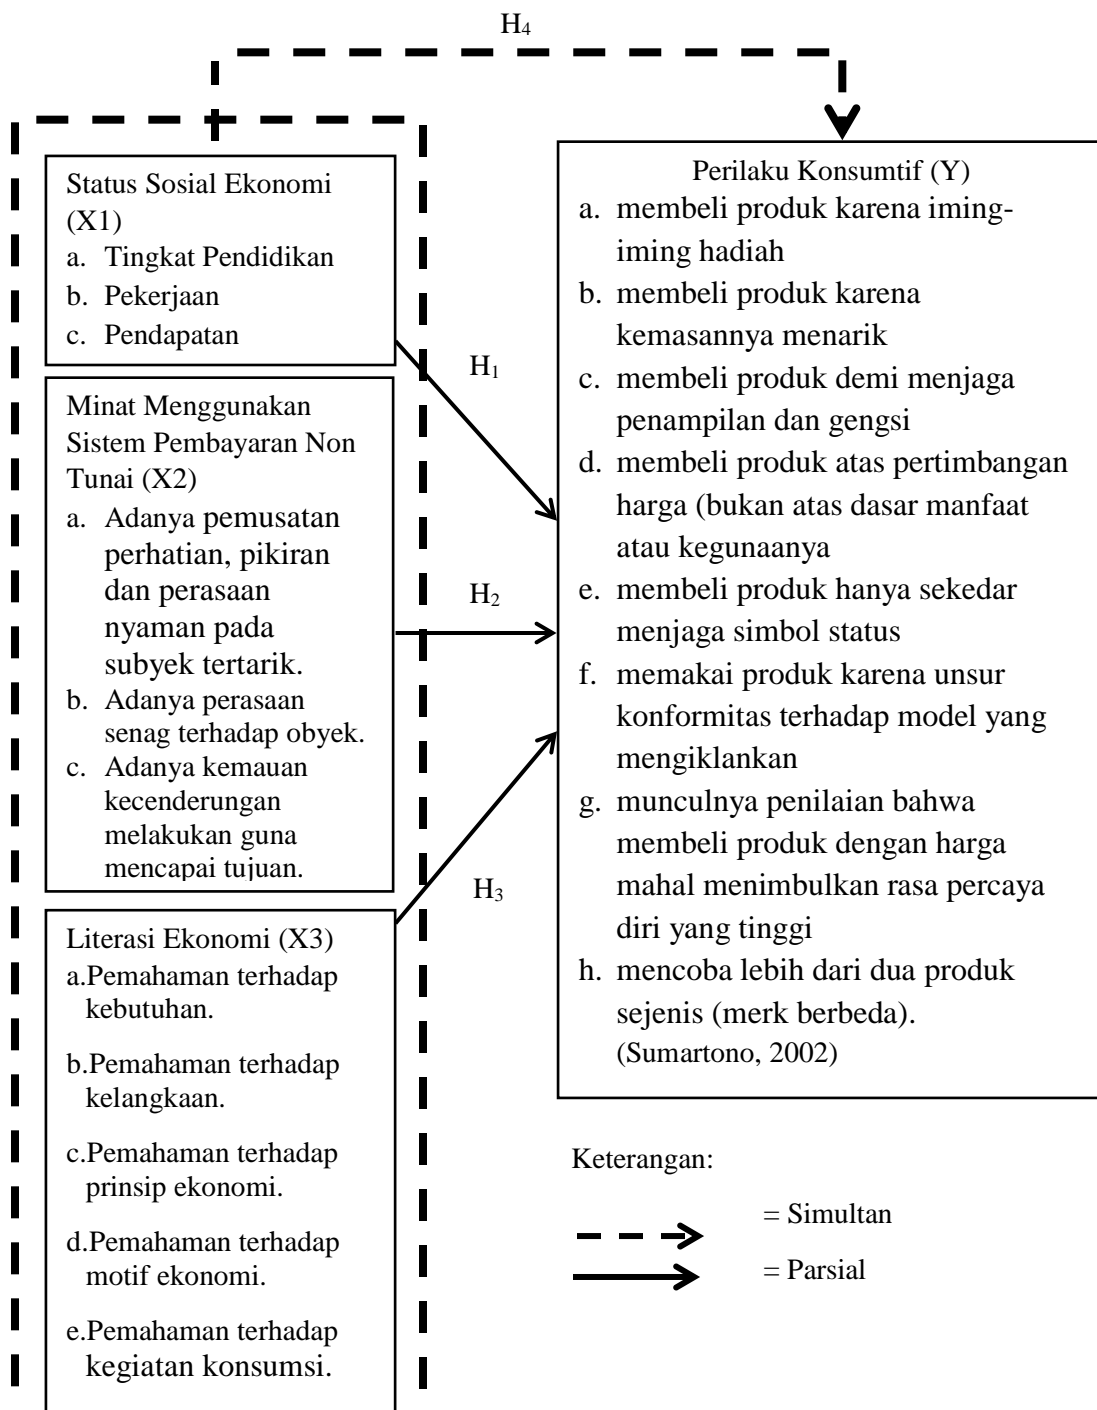 H4
Status Sosial Ekonomi
(X1)
a. Tingkat Pendidikan
b. Pekerjaan
c. Pendapatan
Minat Menggunakan
Sistem Pembayaran Non
Tunai (X2)
a. Adanya pemusatan
perhatian, pikiran
dan perasaan
nyaman pada
subyek tertarik.
b. Adanya perasaan
senag terhadap obyek.
c. Adanya kemauan
kecenderungan
melakukan guna
mencapai tujuan.
Literasi Ekonomi (X3)
a.Pemahaman terhadap
kebutuhan.
b.Pemahaman terhadap
kelangkaan.
c.Pemahaman terhadap
prinsip ekonomi.
d.Pemahaman terhadap
motif ekonomi.
e.Pemahaman terhadap
kegiatan konsumsi.
H1
H2
H3
Perilaku Konsumtif (Y)
a. membeli produk karena iming-
iming hadiah
b. membeli produk karena
kemasannya menarik
c. membeli produk demi menjaga
penampilan dan gengsi
d. membeli produk atas pertimbangan
harga (bukan atas dasar manfaat
atau kegunaanya
e. membeli produk hanya sekedar
menjaga simbol status
f. memakai produk karena unsur
konformitas terhadap model yang
mengiklankan
g. munculnya penilaian bahwa
membeli produk dengan harga
mahal menimbulkan rasa percaya
diri yang tinggi
h. mencoba lebih dari dua produk
sejenis (merk berbeda).
(Sumartono, 2002)
Keterangan:
= Simultan
= Parsial